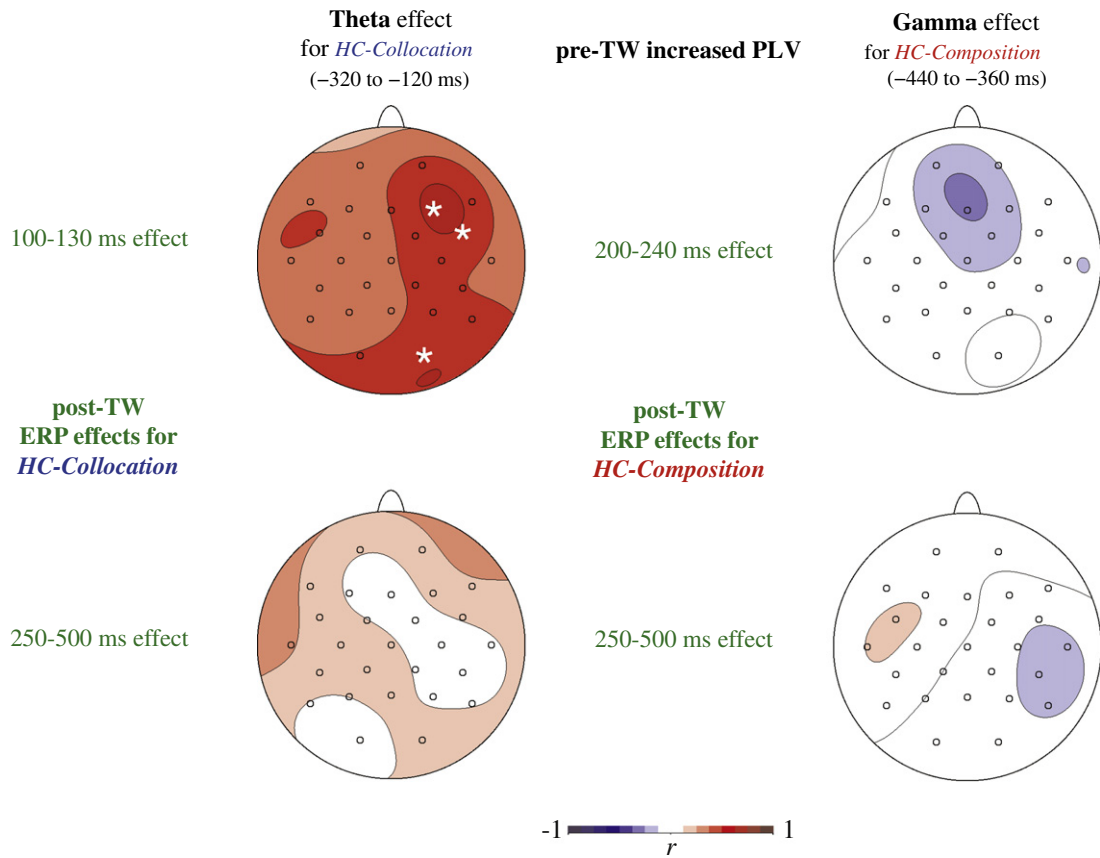 Theta effect
for HC-Collocation
(−320 to −120 ms)
pre-TW increased PLV
Gamma effect
for HC-Composition
(−440 to −360 ms)
100-130 ms effect
* * *
200-240 ms effect
post-TW
ERP effects for
HC-Collocation
post-TW
ERP effects for
HC-Composition
250-500 ms effect
250-500 ms effect
-1 1
r